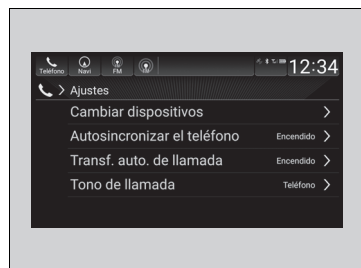 12:34
Teléfono Navi FM
Ajustes
Cambiar dispositivos
Autosincronizar el teléfono Encendido
Transf. auto. de llamada Encendido
Tono de llamada Teléfono